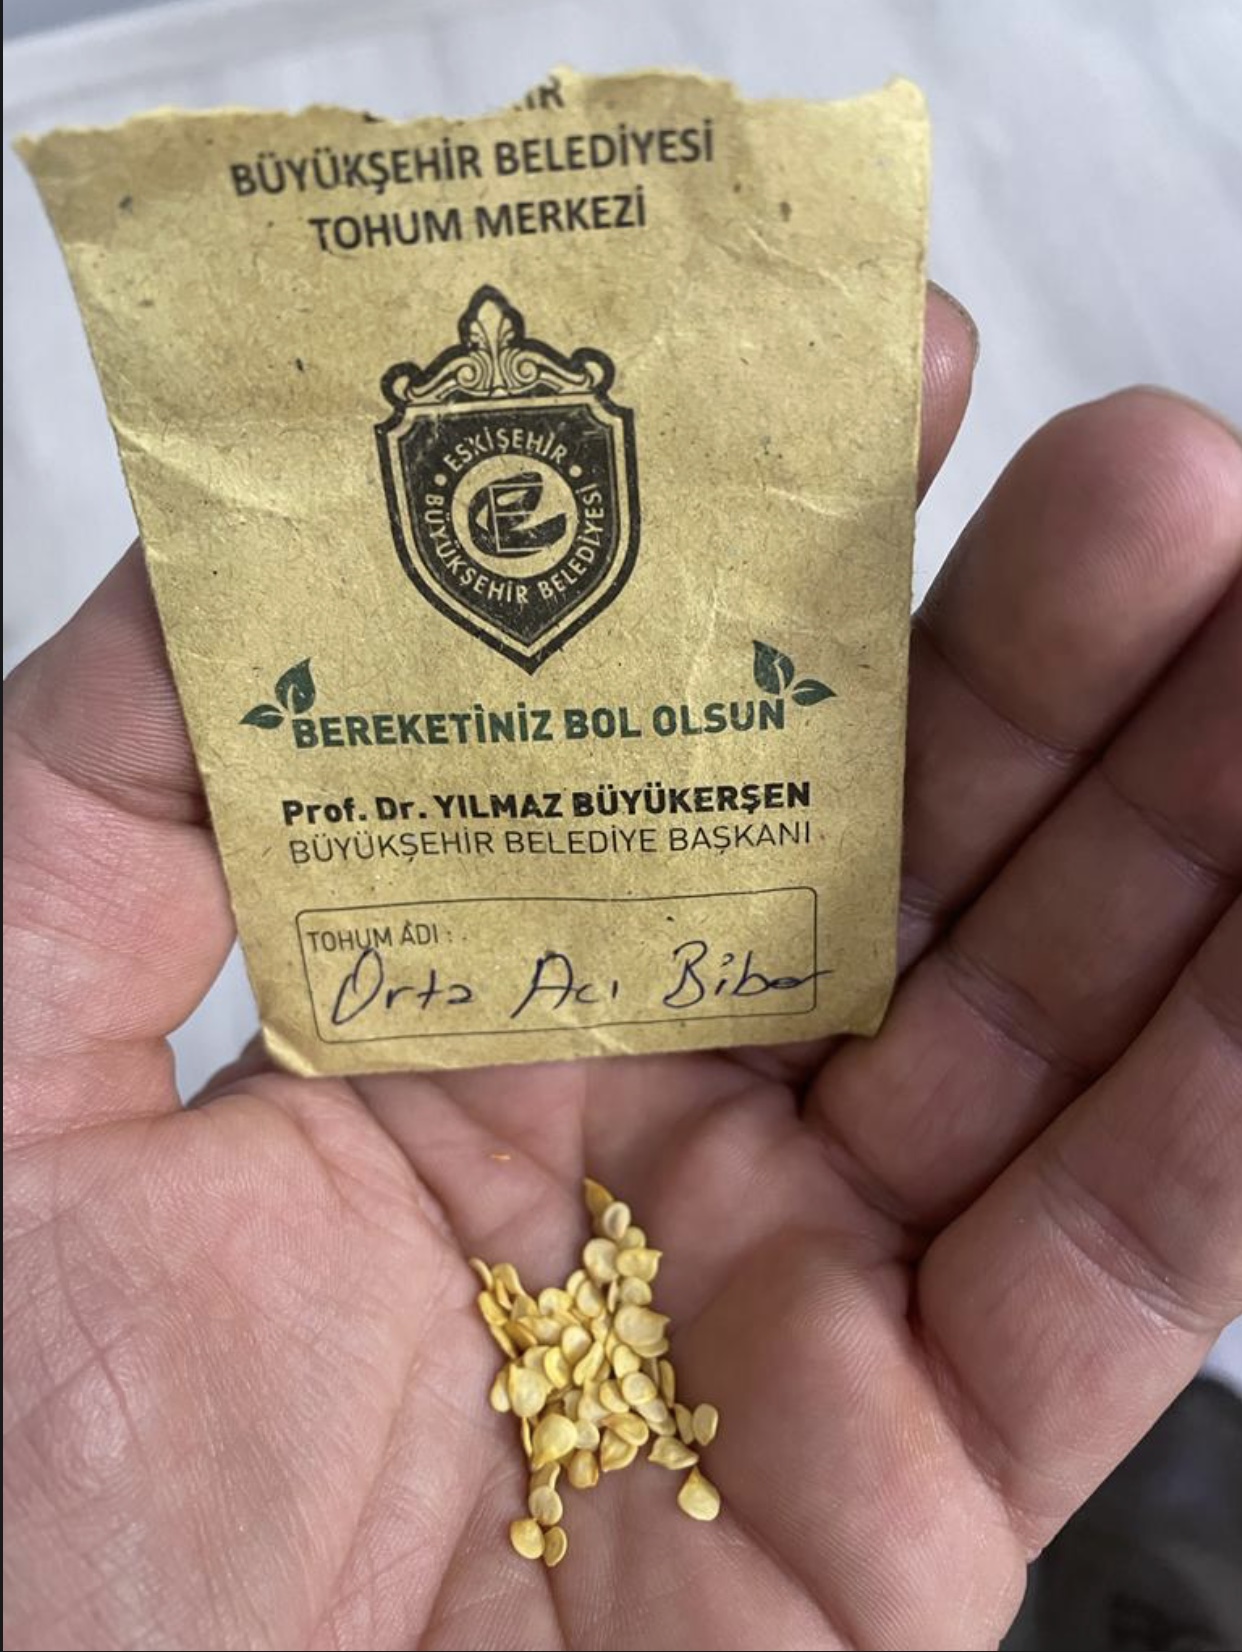 BÜYÜKŞEHİR BELEDİYESİ
TOHUM MERKEZİ
• ESKİŞEHİR •
BÜYÜKŞEHİR BELEDİYESİ
BEREKETİNİZ BOL OLSUN
Prof. Dr. YILMAZ BÜYÜKERŞEN
BÜYÜKŞEHİR BELEDİYE BAŞKANI
TOHUM ADI :
Orta Acı Biber